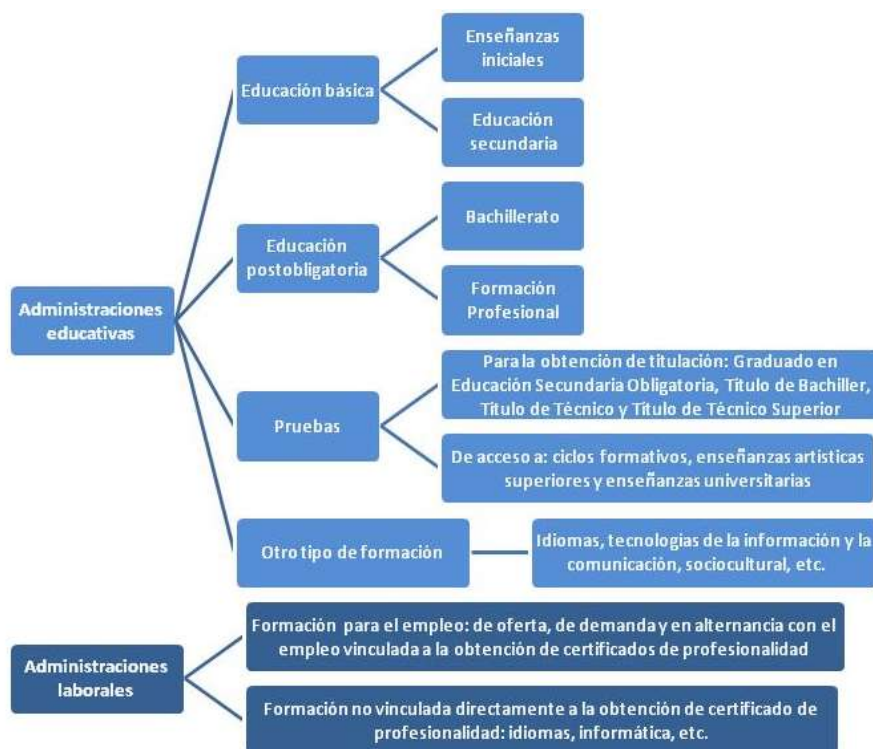 Administraciones
educativas
Educación básica
Enseñanzas
iniciales
Educación
secundaria
Educación
postobligatoria
Bachillerato
Formación
Profesional
Pruebas
Para la obtención de titulación: Graduado en
Educación Secundaria Obligatoria, Título de Bachiller,
Título de Técnico y Título de Técnico Superior
De acceso a: ciclos formativos, enseñanzas artísticas
superiores y enseñanzas universitarias
Otro tipo de formación
Idiomas, tecnologías de la información y la
comunicación, sociocultural, etc.
Administraciones
laborales
Formación para el empleo: de oferta, de demanda y en alternancia con el
empleo vinculada a la obtención de certificados de profesionalidad
Formación no vinculada directamente a la obtención de certificado de
profesionalidad: idiomas, informática, etc.